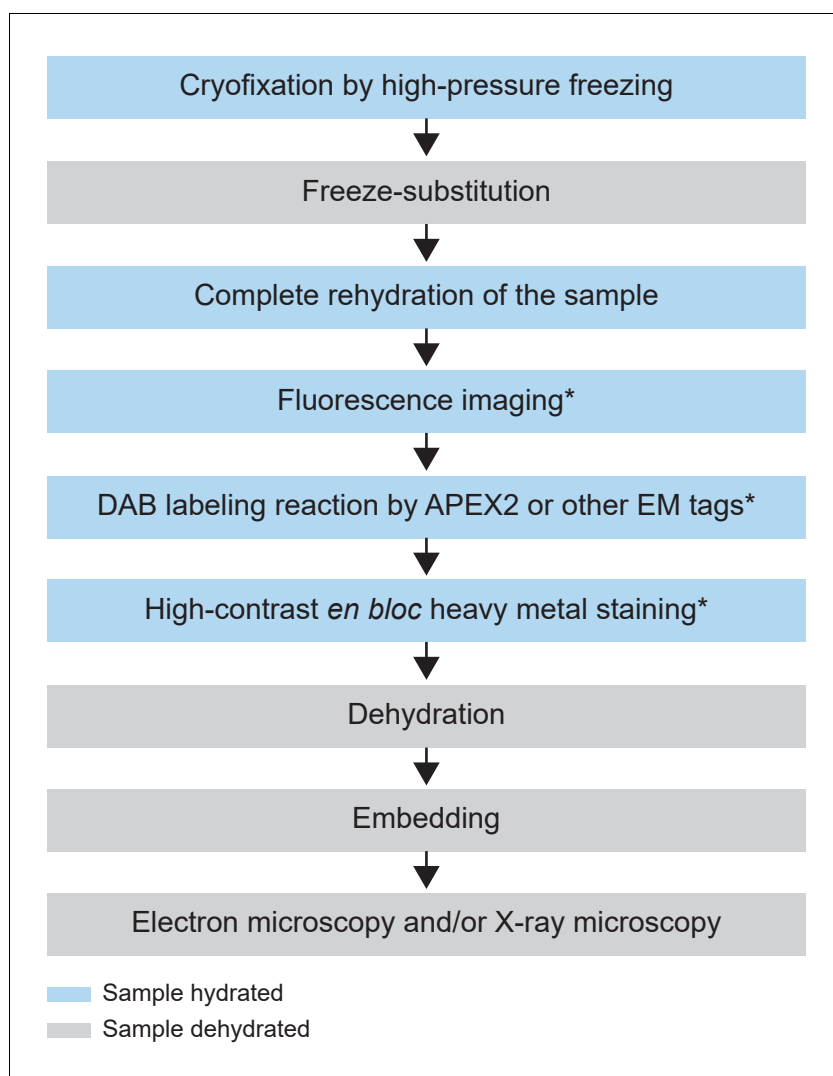 Cryofixation by high-pressure freezing
Freeze-substitution
Complete rehydration of the sample
Fluorescence imaging*
DAB labeling reaction by APEX2 or other EM tags*
High-contrast en bloc heavy metal staining*
Dehydration
Embedding
Electron microscopy and/or X-ray microscopy
Sample hydrated
Sample dehydrated